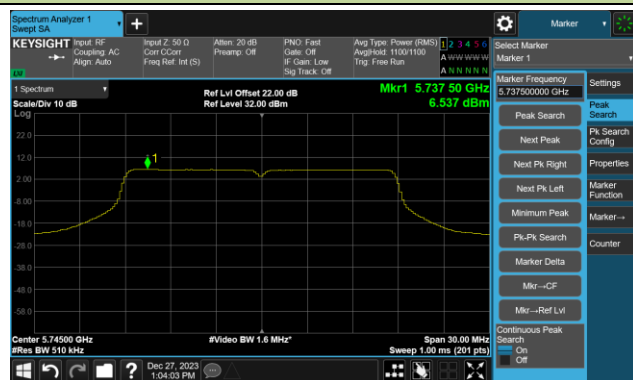 Spectrum Analyzer 1
Swept SA
Marker
KEYSIGHT
Input: RF
Coupling: AC
Align: Auto
Input Z: 50 Ω
Corr CCorr
Freq Ref: Int (S)
Atten: 20 dB
Preamp: Off
PNO: Fast
Gate: Off
IF Gain: Low
Sig Track: Off
Avg Type: Power (RMS)
Avg|Hold: 1100/1100
Trig: Free Run
1 2 3 4 5 6
A W W W W W
A N N N N N
LXI
Select Marker
Marker 1
1 Spectrum
Scale/Div 10 dB
Log
Ref Lvl Offset 22.00 dB
Ref Level 32.00 dBm
Mkr1 5.737 50 GHz
6.537 dBm
22.0
12.0
2.00
-8.00
-18.0
-28.0
-38.0
-48.0
-58.0
1
Center 5.74500 GHz
#Res BW 510 kHz
#Video BW 1.6 MHz*
Span 30.00 MHz
Sweep 1.00 ms (201 pts)
Marker Frequency
5.737500000 GHz
Peak Search
Next Peak
Next Pk Right
Next Pk Left
Minimum Peak
Pk-Pk Search
Marker Delta
Mkr→CF
Mkr→Ref Lvl
Continuous Peak
Search
On
Off
Settings
Peak
Search
Pk Search
Config
Properties
Marker
Function
Marker→
Counter
Dec 27, 2023
1:04:03 PM